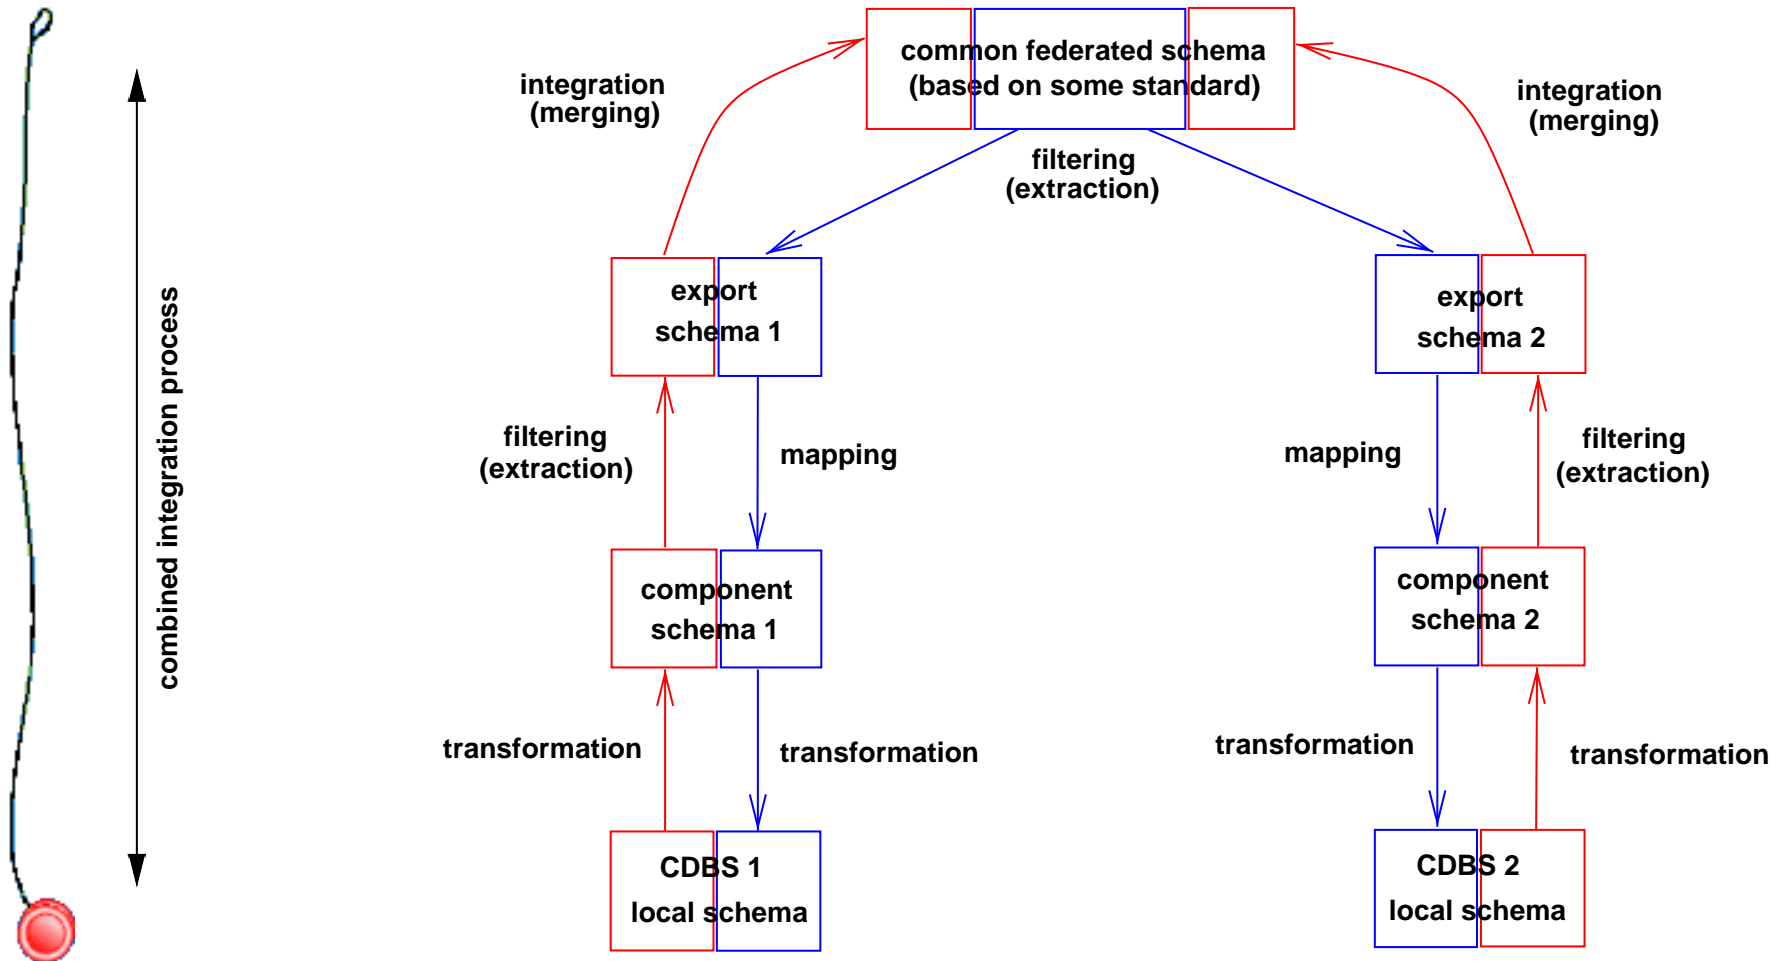 common federated schema
(based on some standard)
integration
(merging)
integration
(merging)
filtering
(extraction)
combined integration process
export
schema 1
export
schema 2
filtering
(extraction)
mapping
mapping
filtering
(extraction)
component
schema 1
component
schema 2
transformation
transformation
transformation
transformation
CDBS 1
local schema
CDBS 2
local schema